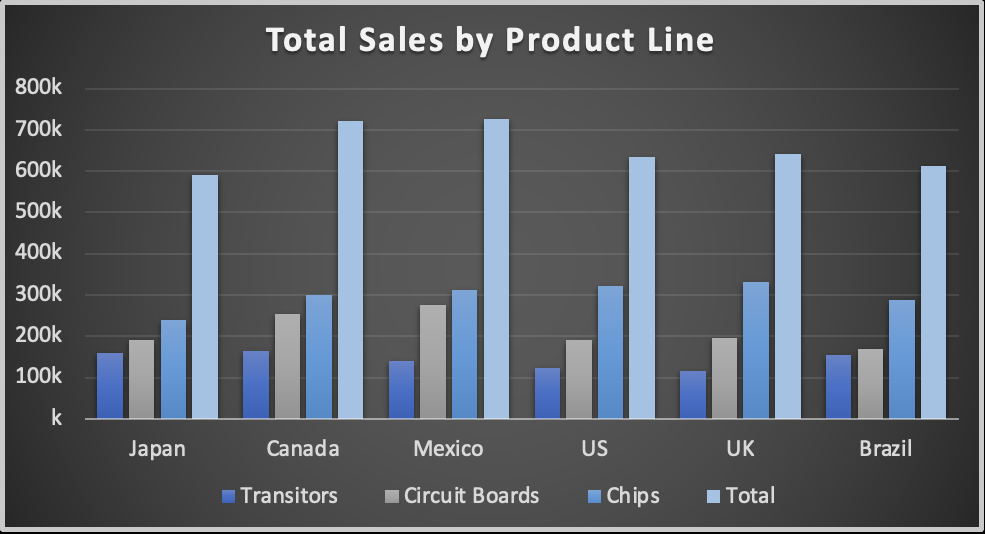 Total Sales by Product Line
800k
700k
600k
500k
400k
300k
200k
100k
k
Japan Canada Mexico US UK Brazil
Transitors Circuit Boards Chips Total